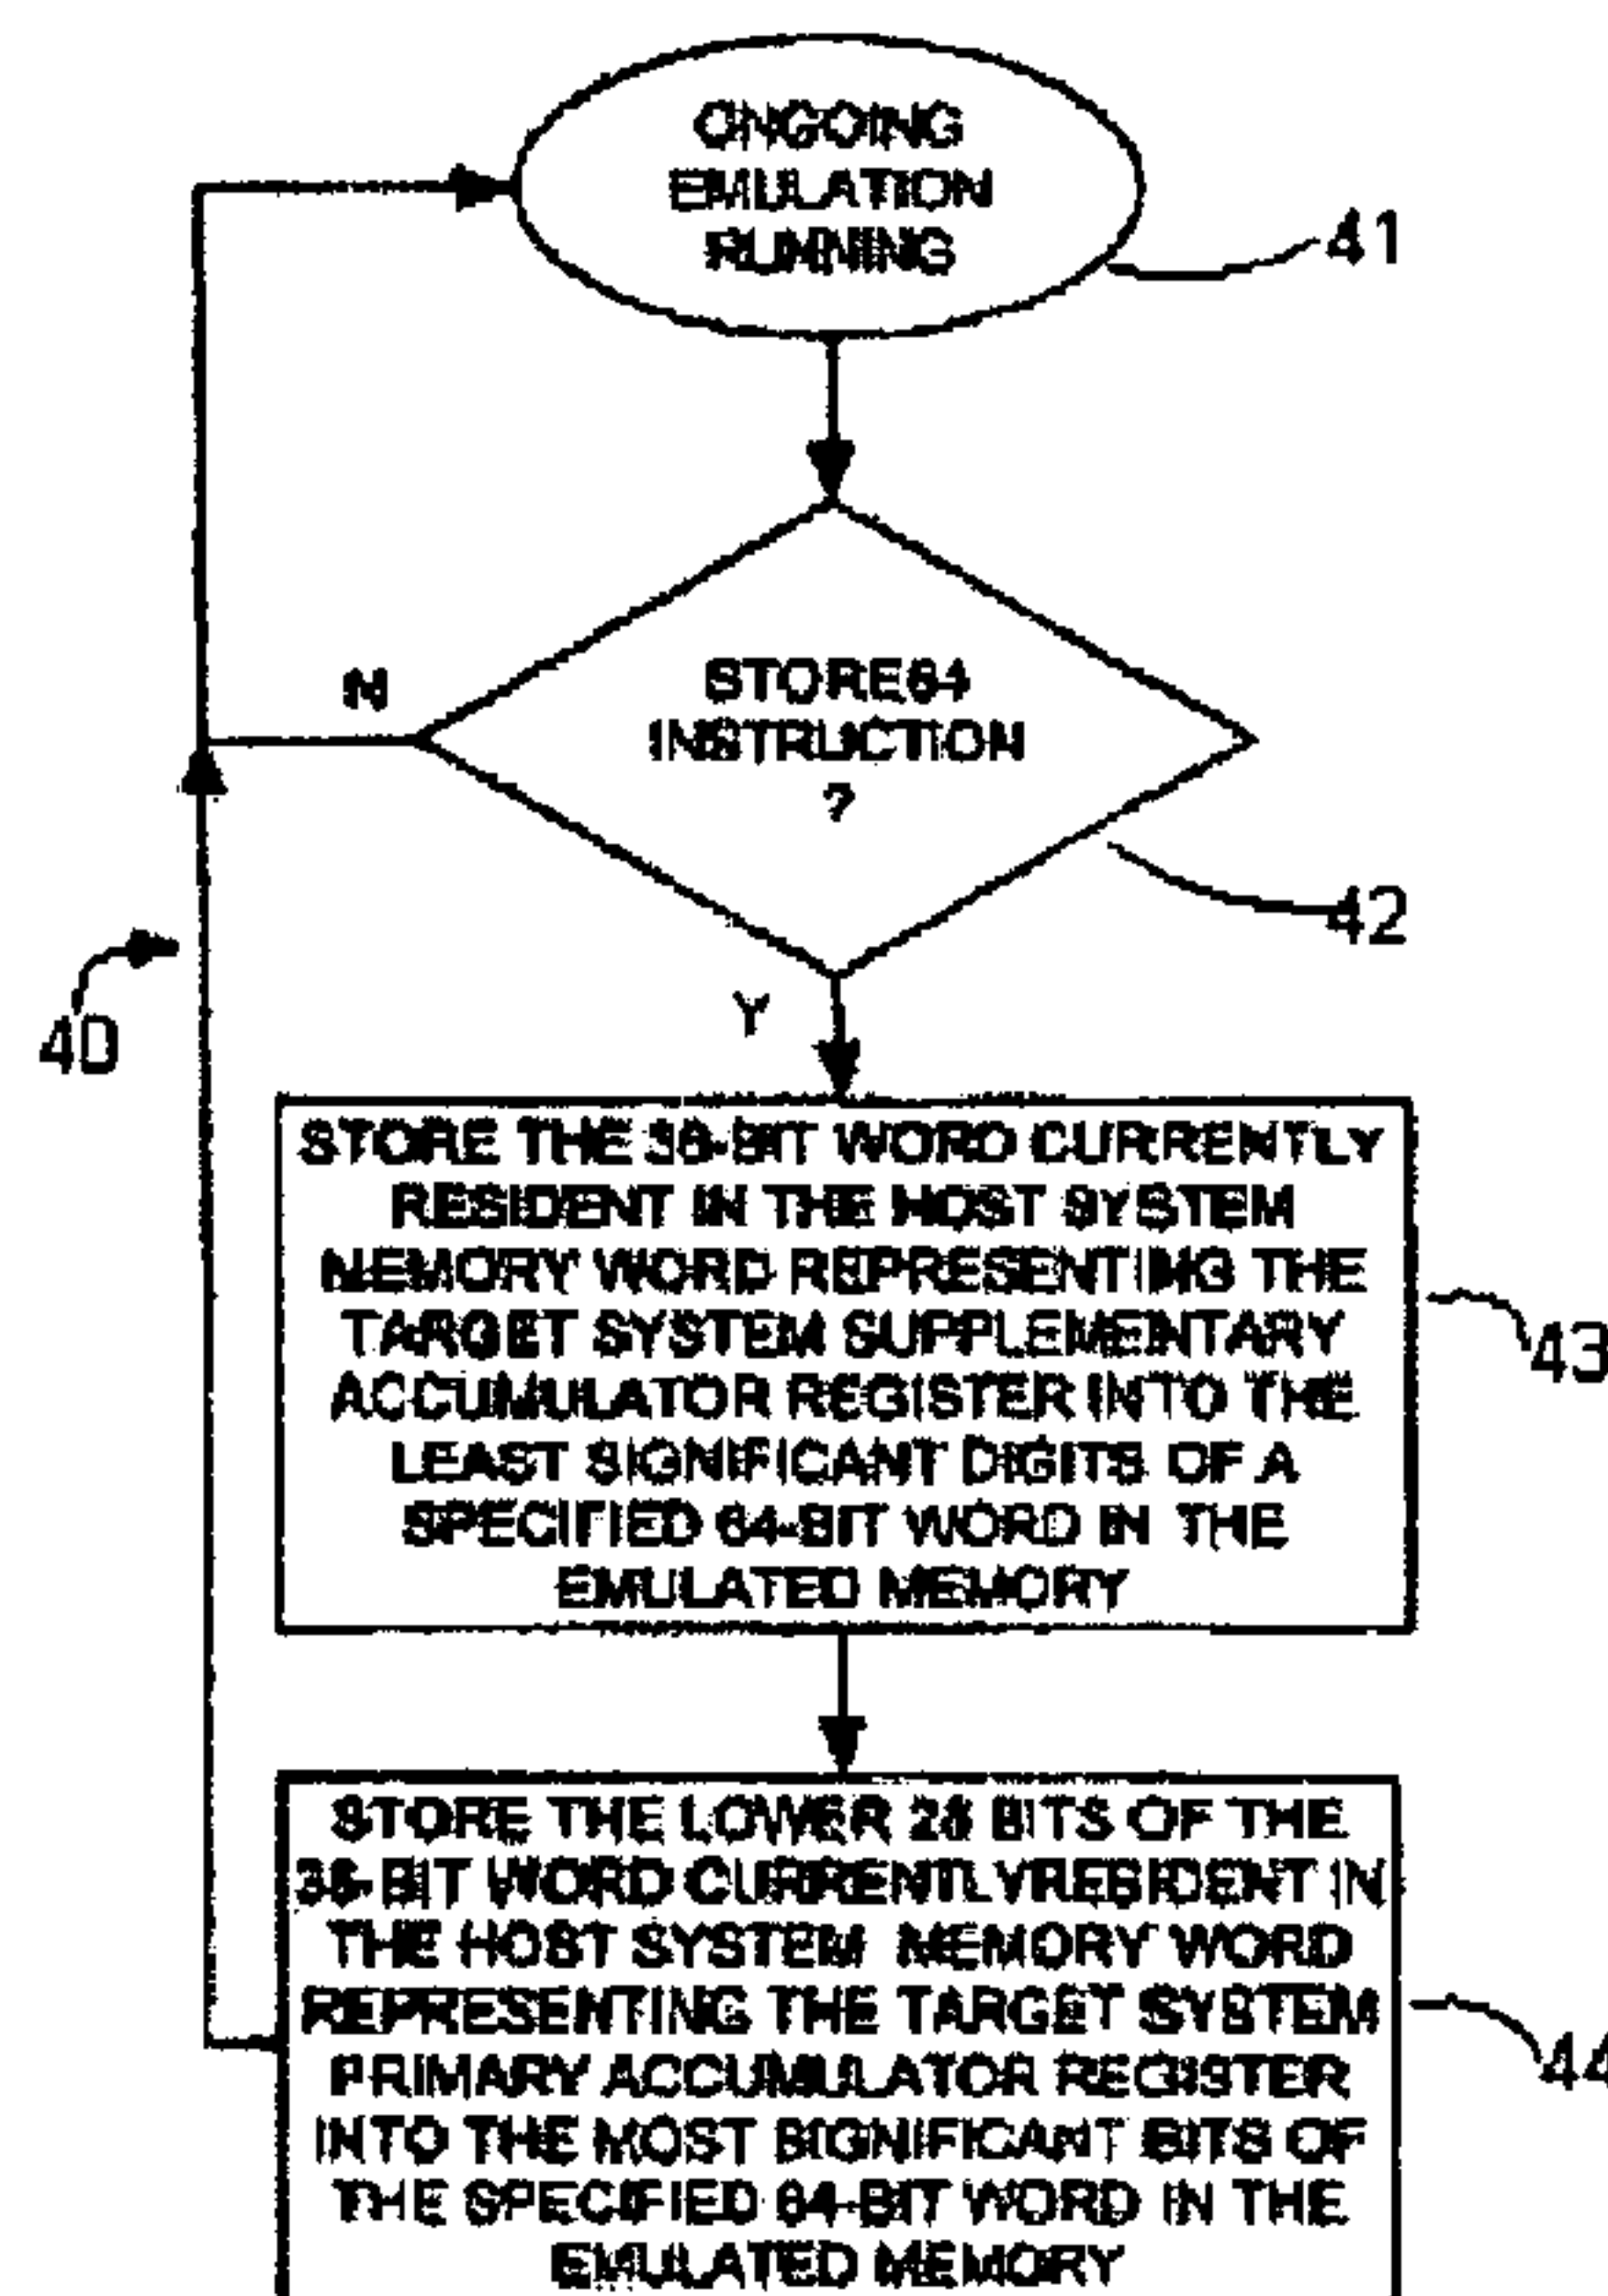 ONGOING
EMULATION
RUNNING
41
STORE64
INSTRUCTION
?
N
42
Y
40
STORE THE 36-BIT WORD CURRENTLY
RESIDENT IN THE HOST SYSTEM
MEMORY WORD REPRESENTING THE
TARGET SYSTEM SUPPLEMENTARY
ACCUMULATOR REGISTER INTO THE
LEAST SIGNIFICANT DIGITS OF A
SPECIFIED 64-BIT WORD IN THE
EMULATED MEMORY
43
STORE THE LOWER 28 BITS OF THE
36-BIT WORD CURRENTLYRESIDENT IN
THE HOST SYSTEM MEMORY WORD
REPRESENTING THE TARGET SYSTEM
PRIMARY ACCUMULATOR REGISTER
INTO THE MOST SIGNIFICANT BITS OF
THE SPECIFIED 64-BIT WORD IN THE
EMULATED MEMORY
44